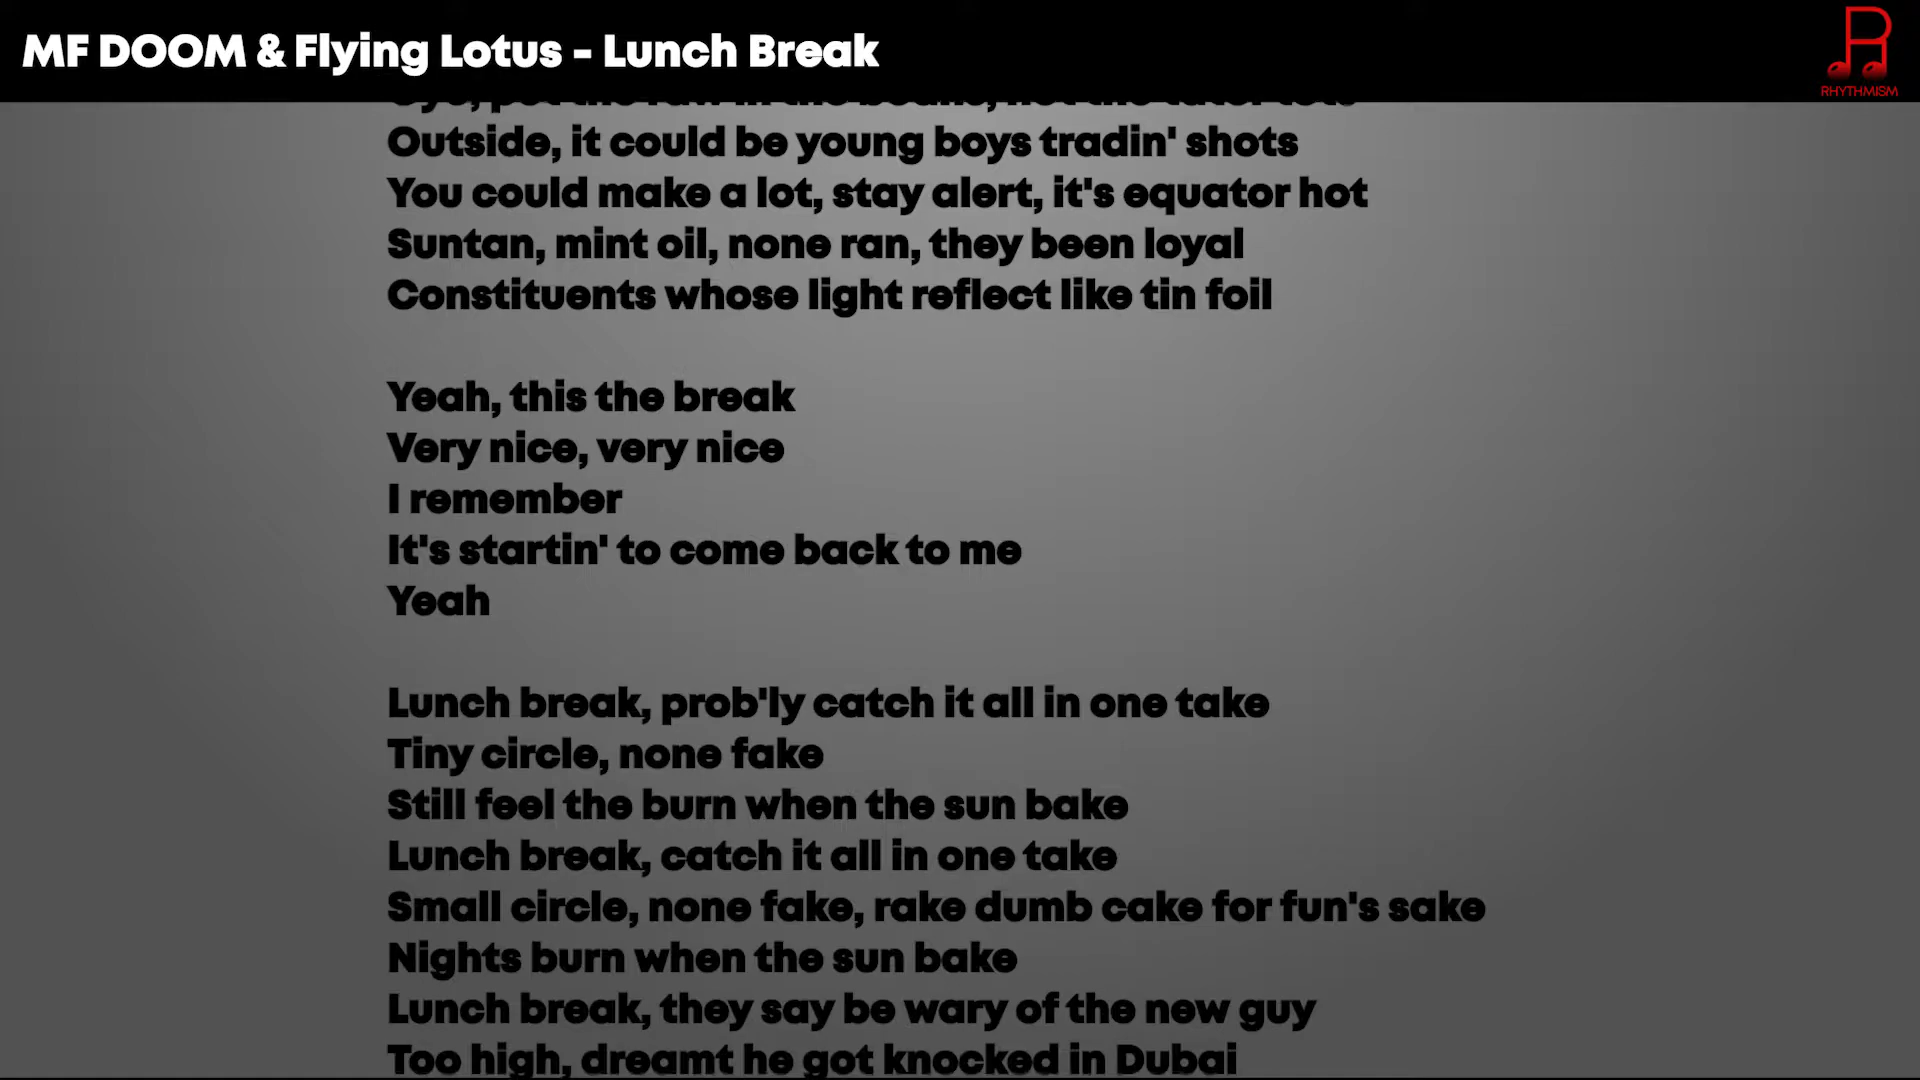 MF DOOM & Flying Lotus - Lunch Break
RHYTHMISM
Outside, it could be young boys tradin' shots
You could make a lot, stay alert, it's equator hot
Suntan, mint oil, none ran, they been loyal
Constituents whose light reflect like tin foil
Yeah, this the break
Very nice, very nice
I remember
It's startin' to come back to me
Yeah
Lunch break, prob'ly catch it all in one take
Tiny circle, none fake
Still feel the burn when the sun bake
Lunch break, catch it all in one take
Small circle, none fake, rake dumb cake for fun's sake
Nights burn when the sun bake
Lunch break, they say be wary of the new guy
Too high, dreamt he got knocked in Dubai